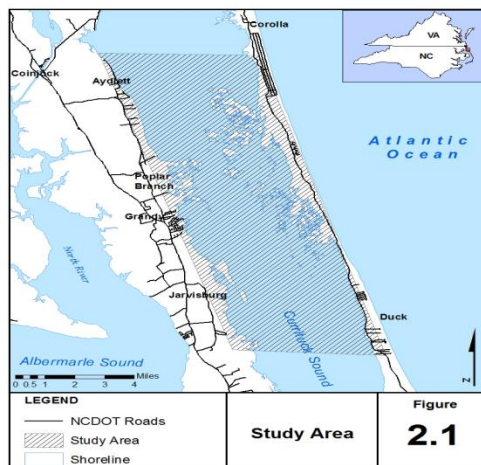 Corolla
VA
NC
Coinjock
Aydlett
Atlantic
Ocean
Poplar
Branch
Grandy
North River
Jarvisburg
Currituck Sound
Duck
Albermarle Sound
Miles
0 0.5 1 2 3 4
N
LEGEND
NCDOT Roads
Study Area
Shoreline
Study Area
Figure
2.1